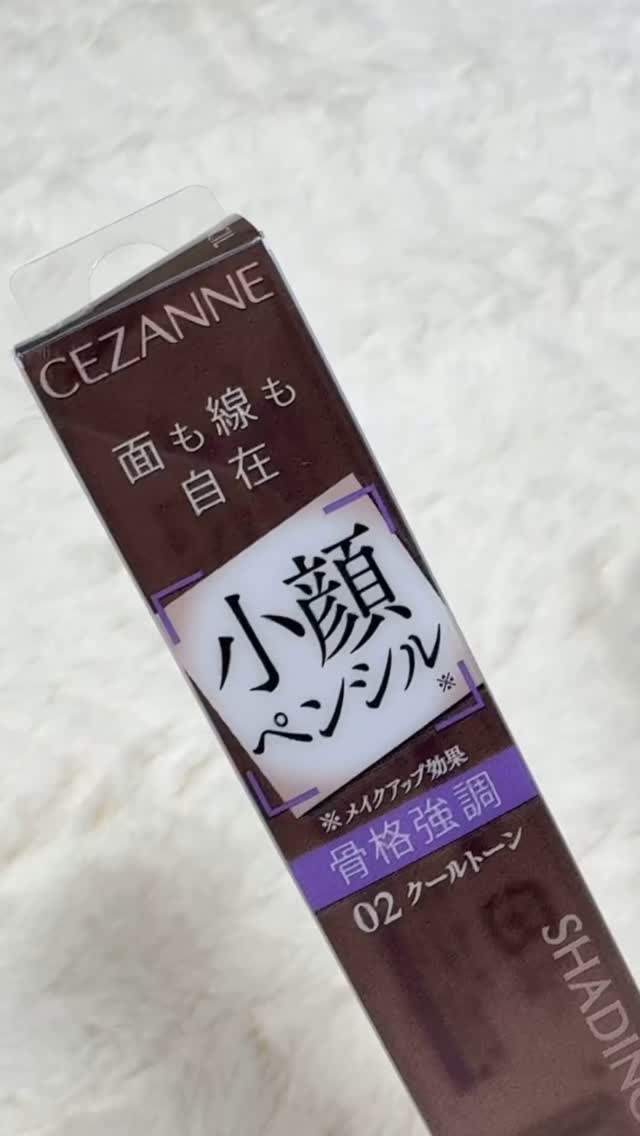 CEZANNE
面も線も
自在
小顔
ペンシル※
※メイクアップ効果
骨格強調
02 クールトーン
SHADING